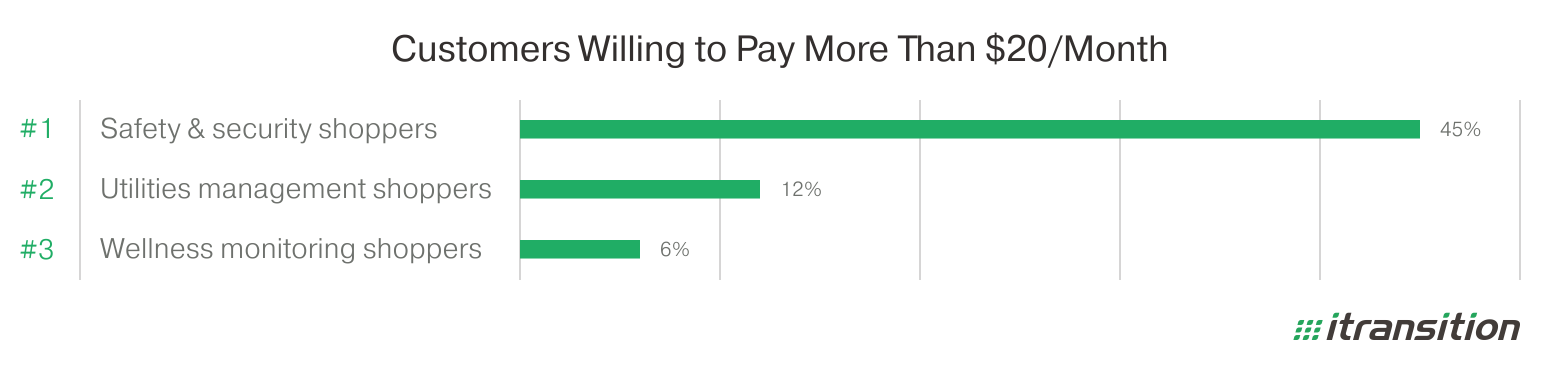 Customers Willing to Pay More Than $20/Month
#1 Safety & security shoppers 45%
#2 Utilities management shoppers 12%
#3 Wellness monitoring shoppers 6%
itransition